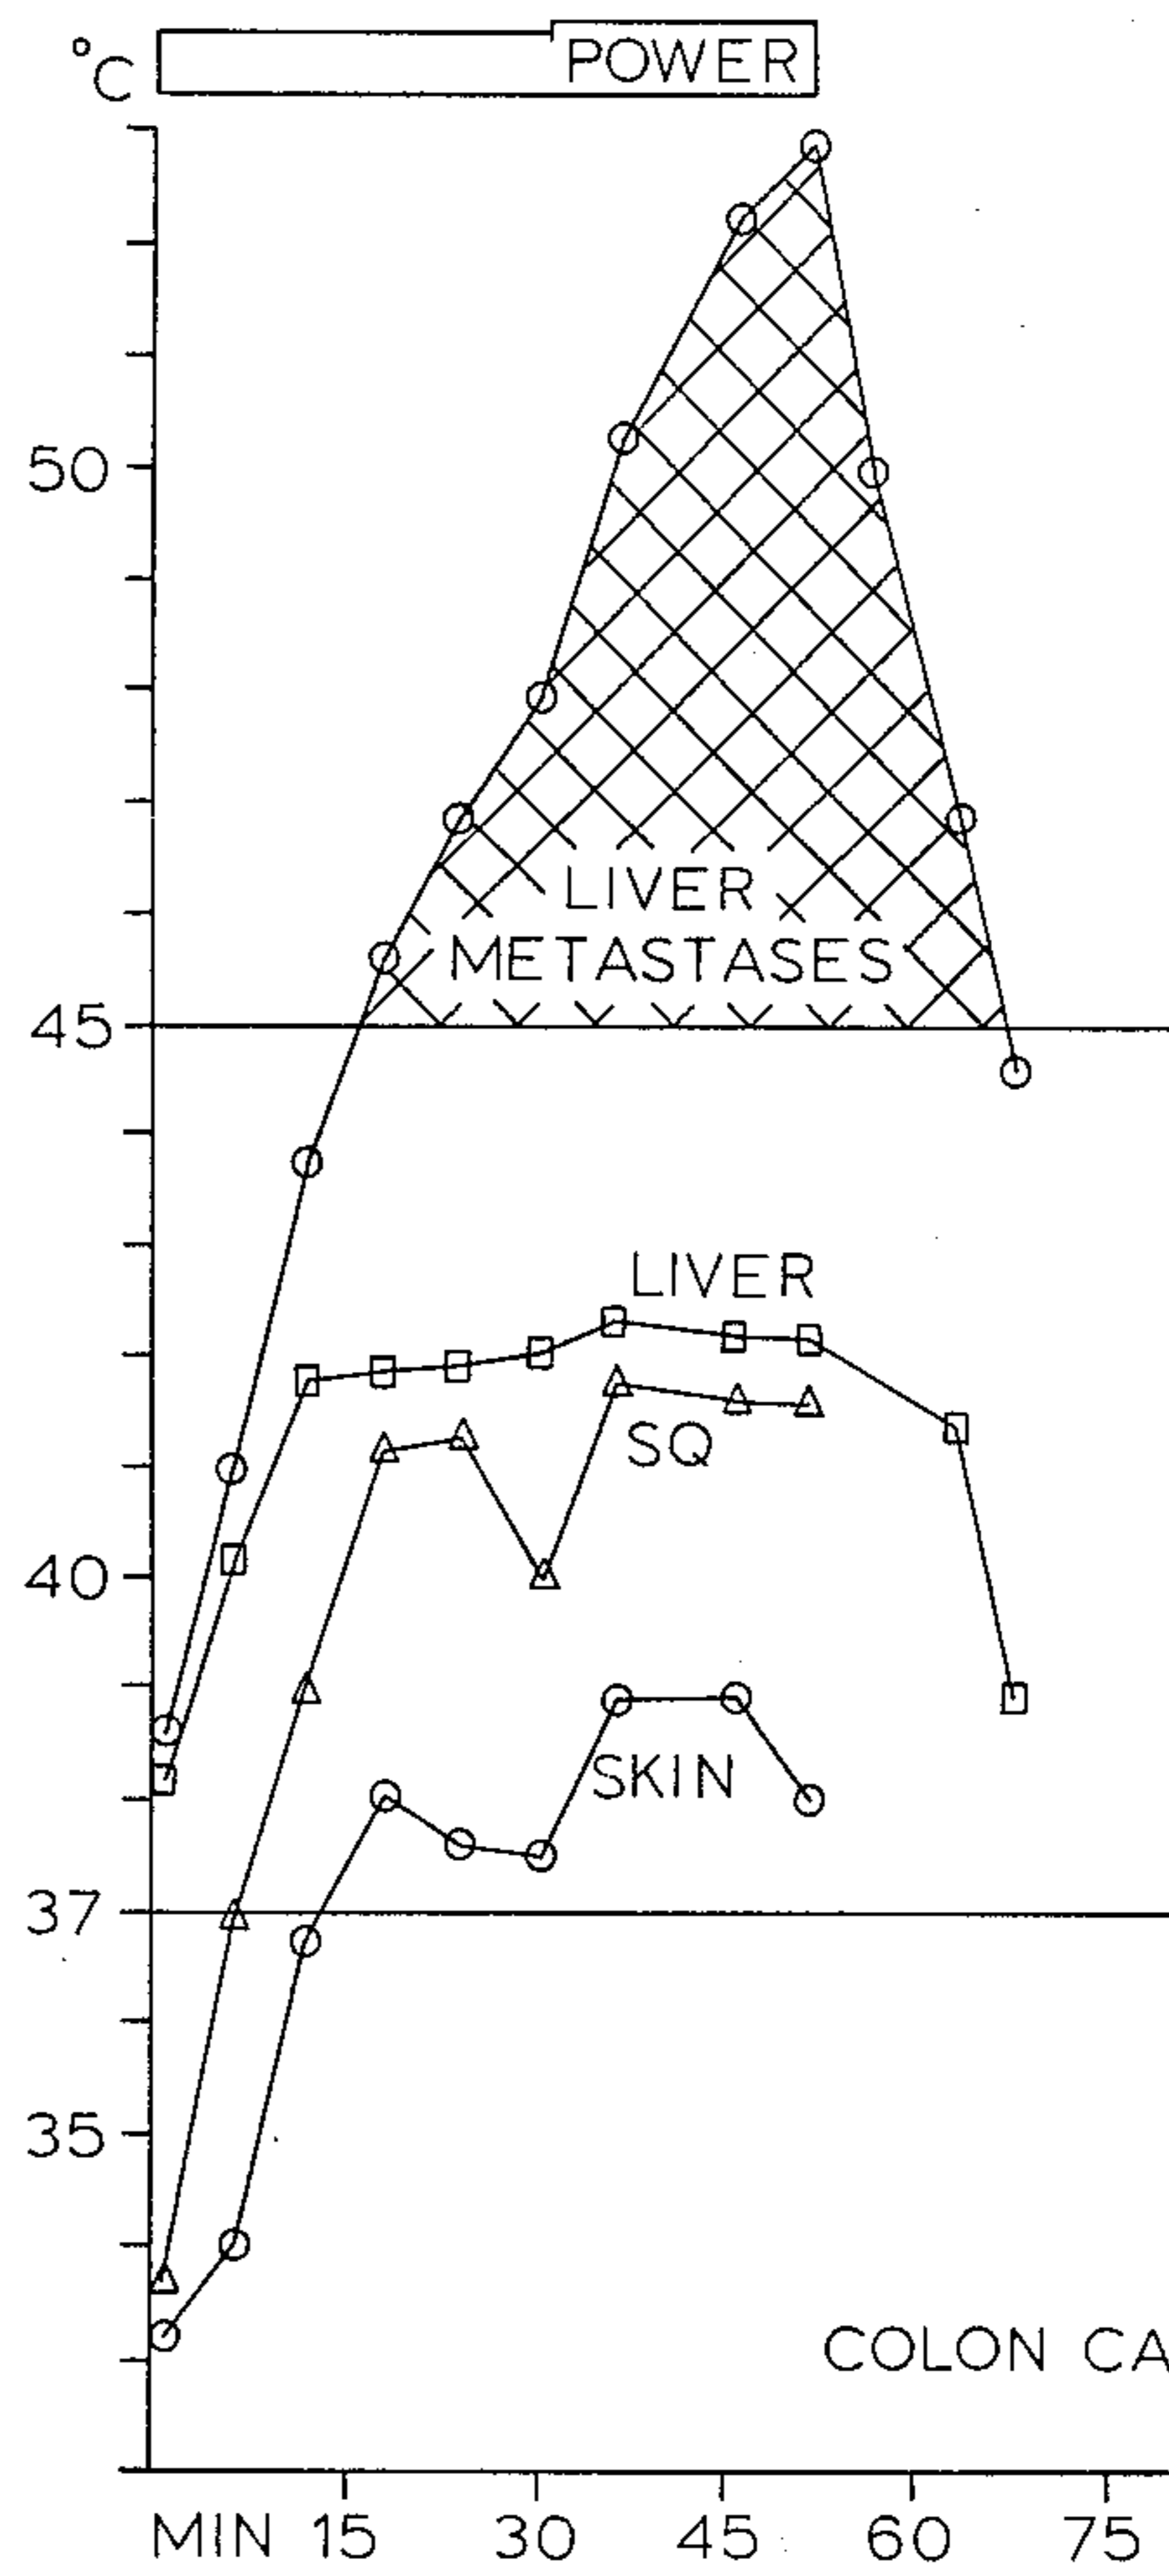 °C
POWER
50
LIVER
METASTASES
45
LIVER
SQ
40
SKIN
37
35
COLON CA
MIN 15 30 45 60 75